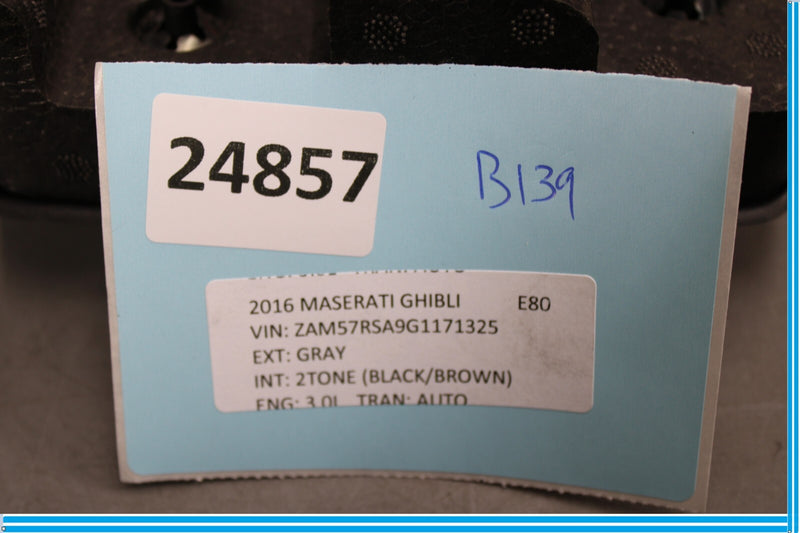 24857
B139
2016 MASERATI GHIBLI E80
VIN: ZAM57RSA9G1171325
EXT: GRAY
INT: 2TONE (BLACK/BROWN)
ENG: 3.0L TRAN: AUTO